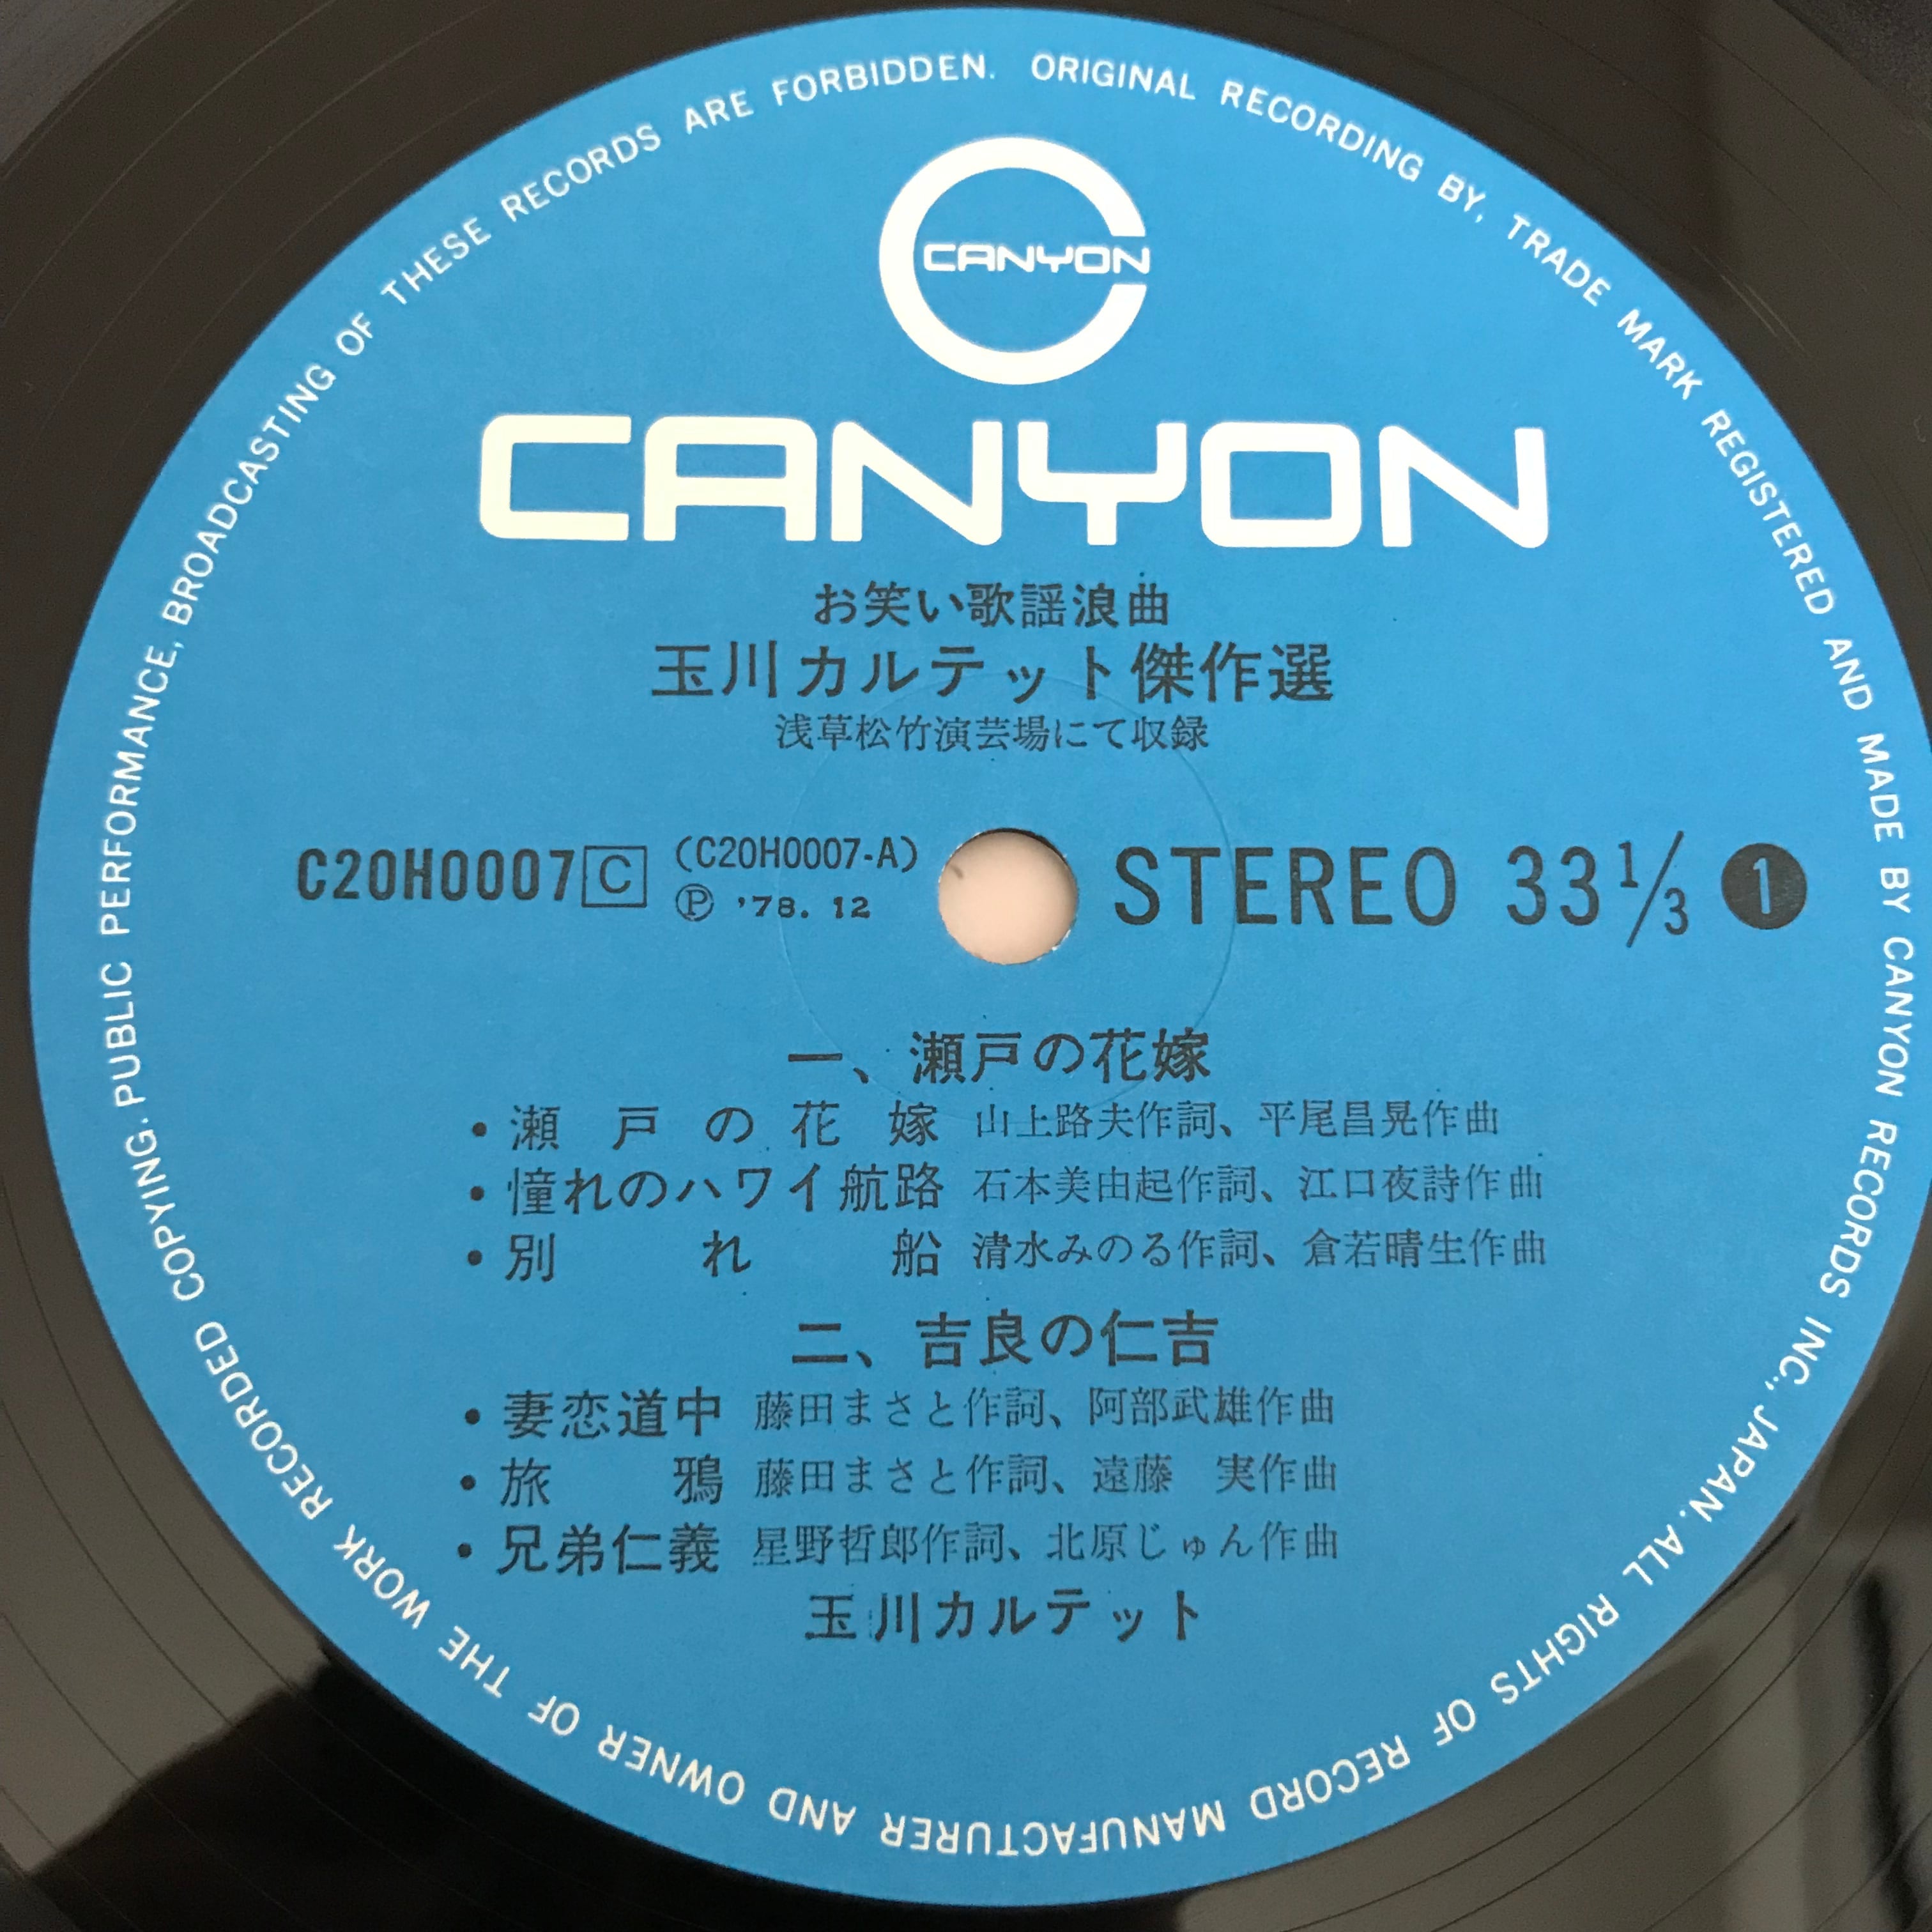 ORIGINAL RECORDING BY, TRADE MARK REGISTERED AND MADE BY CANYON RECORDS INC., JAPAN. ALL RIGHTS OF RECORD MANUFACTURER AND OWNER OF THE WORK RECORDED COPYING. PUBLIC PERFORMANCE, BROADCASTING OF THESE RECORDS ARE FORBIDDEN.
CANYON
CANYON
お笑い歌謡浪曲
玉川カルテット傑作選
浅草松竹演芸場にて収録
C20H0007 C (C20H0007-A)
Ⓟ '78. 12
STEREO 33 1/3 1
一、瀬戸の花嫁
・瀬戸の花嫁 山上路夫作詞、平尾昌晃作曲
・憧れのハワイ航路 石本美由起作詞、江口夜詩作曲
・別れ船 清水みのる作詞、倉若晴生作曲
二、吉良の仁吉
・妻恋道中 藤田まさと作詞、阿部武雄作曲
・旅鴉 藤田まさと作詞、遠藤 実作曲
・兄弟仁義 星野哲郎作詞、北原じゅん作曲
玉川カルテット